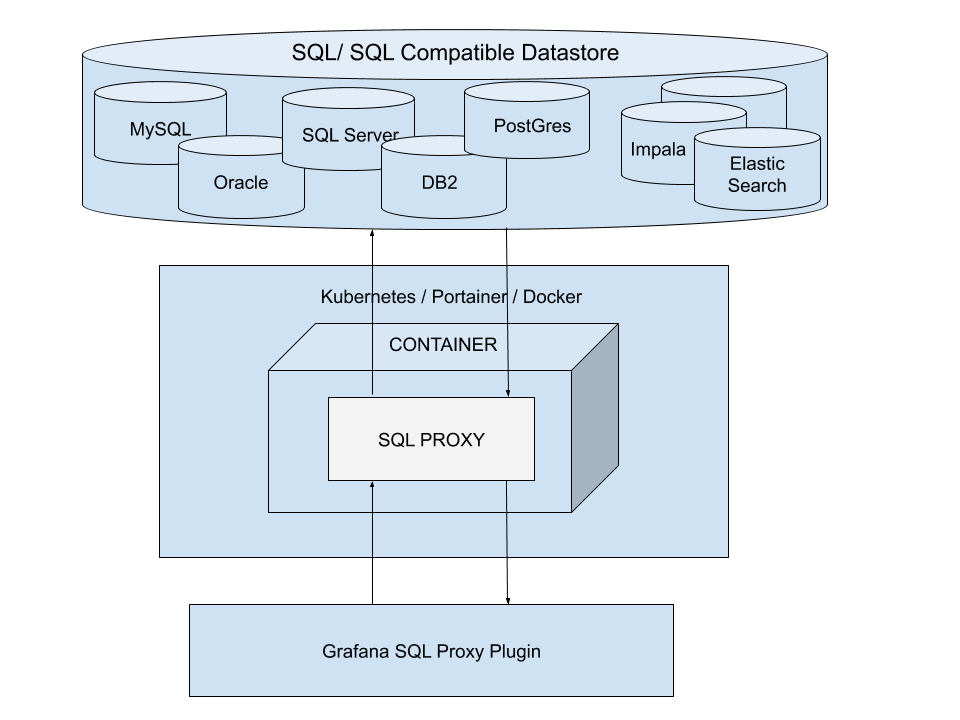 SQL/ SQL Compatible Datastore
MySQL
SQL Server
PostGres
Oracle
DB2
Impala
Elastic
Search
Kubernetes / Portainer / Docker
CONTAINER
SQL PROXY
Grafana SQL Proxy Plugin